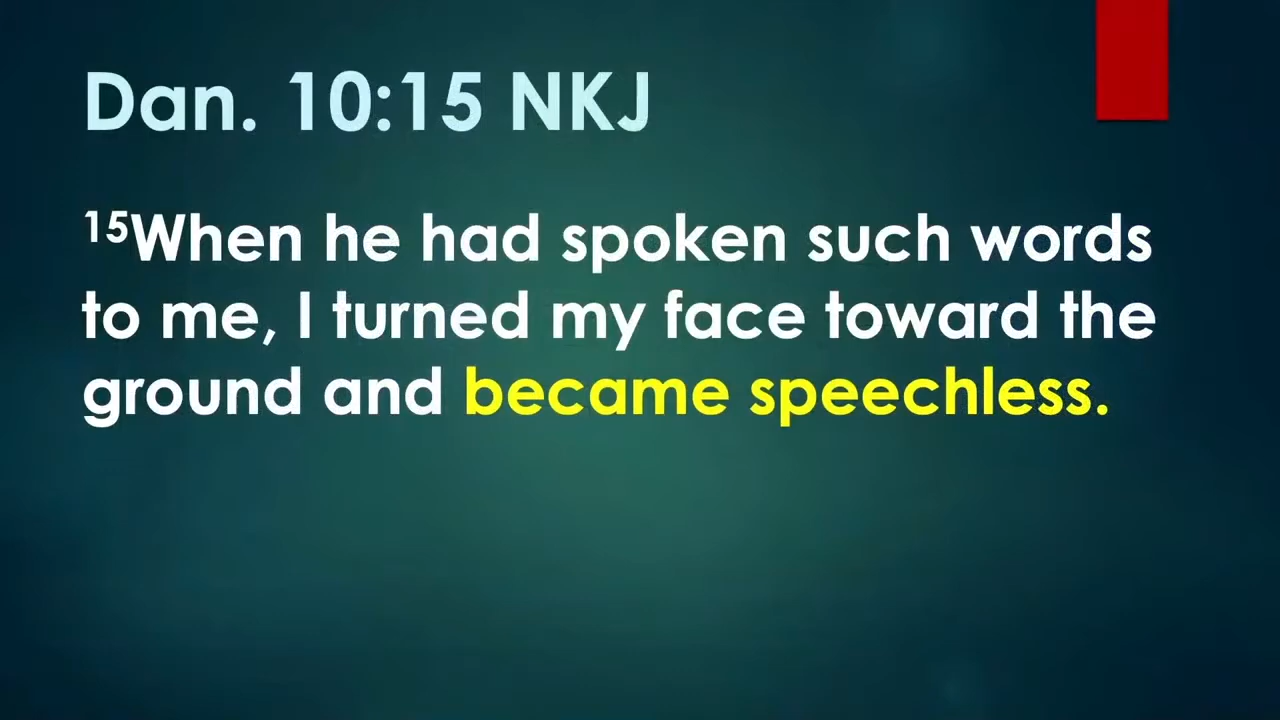 Dan. 10:15 NKJ
15When he had spoken such words
to me, I turned my face toward the
ground and became speechless.